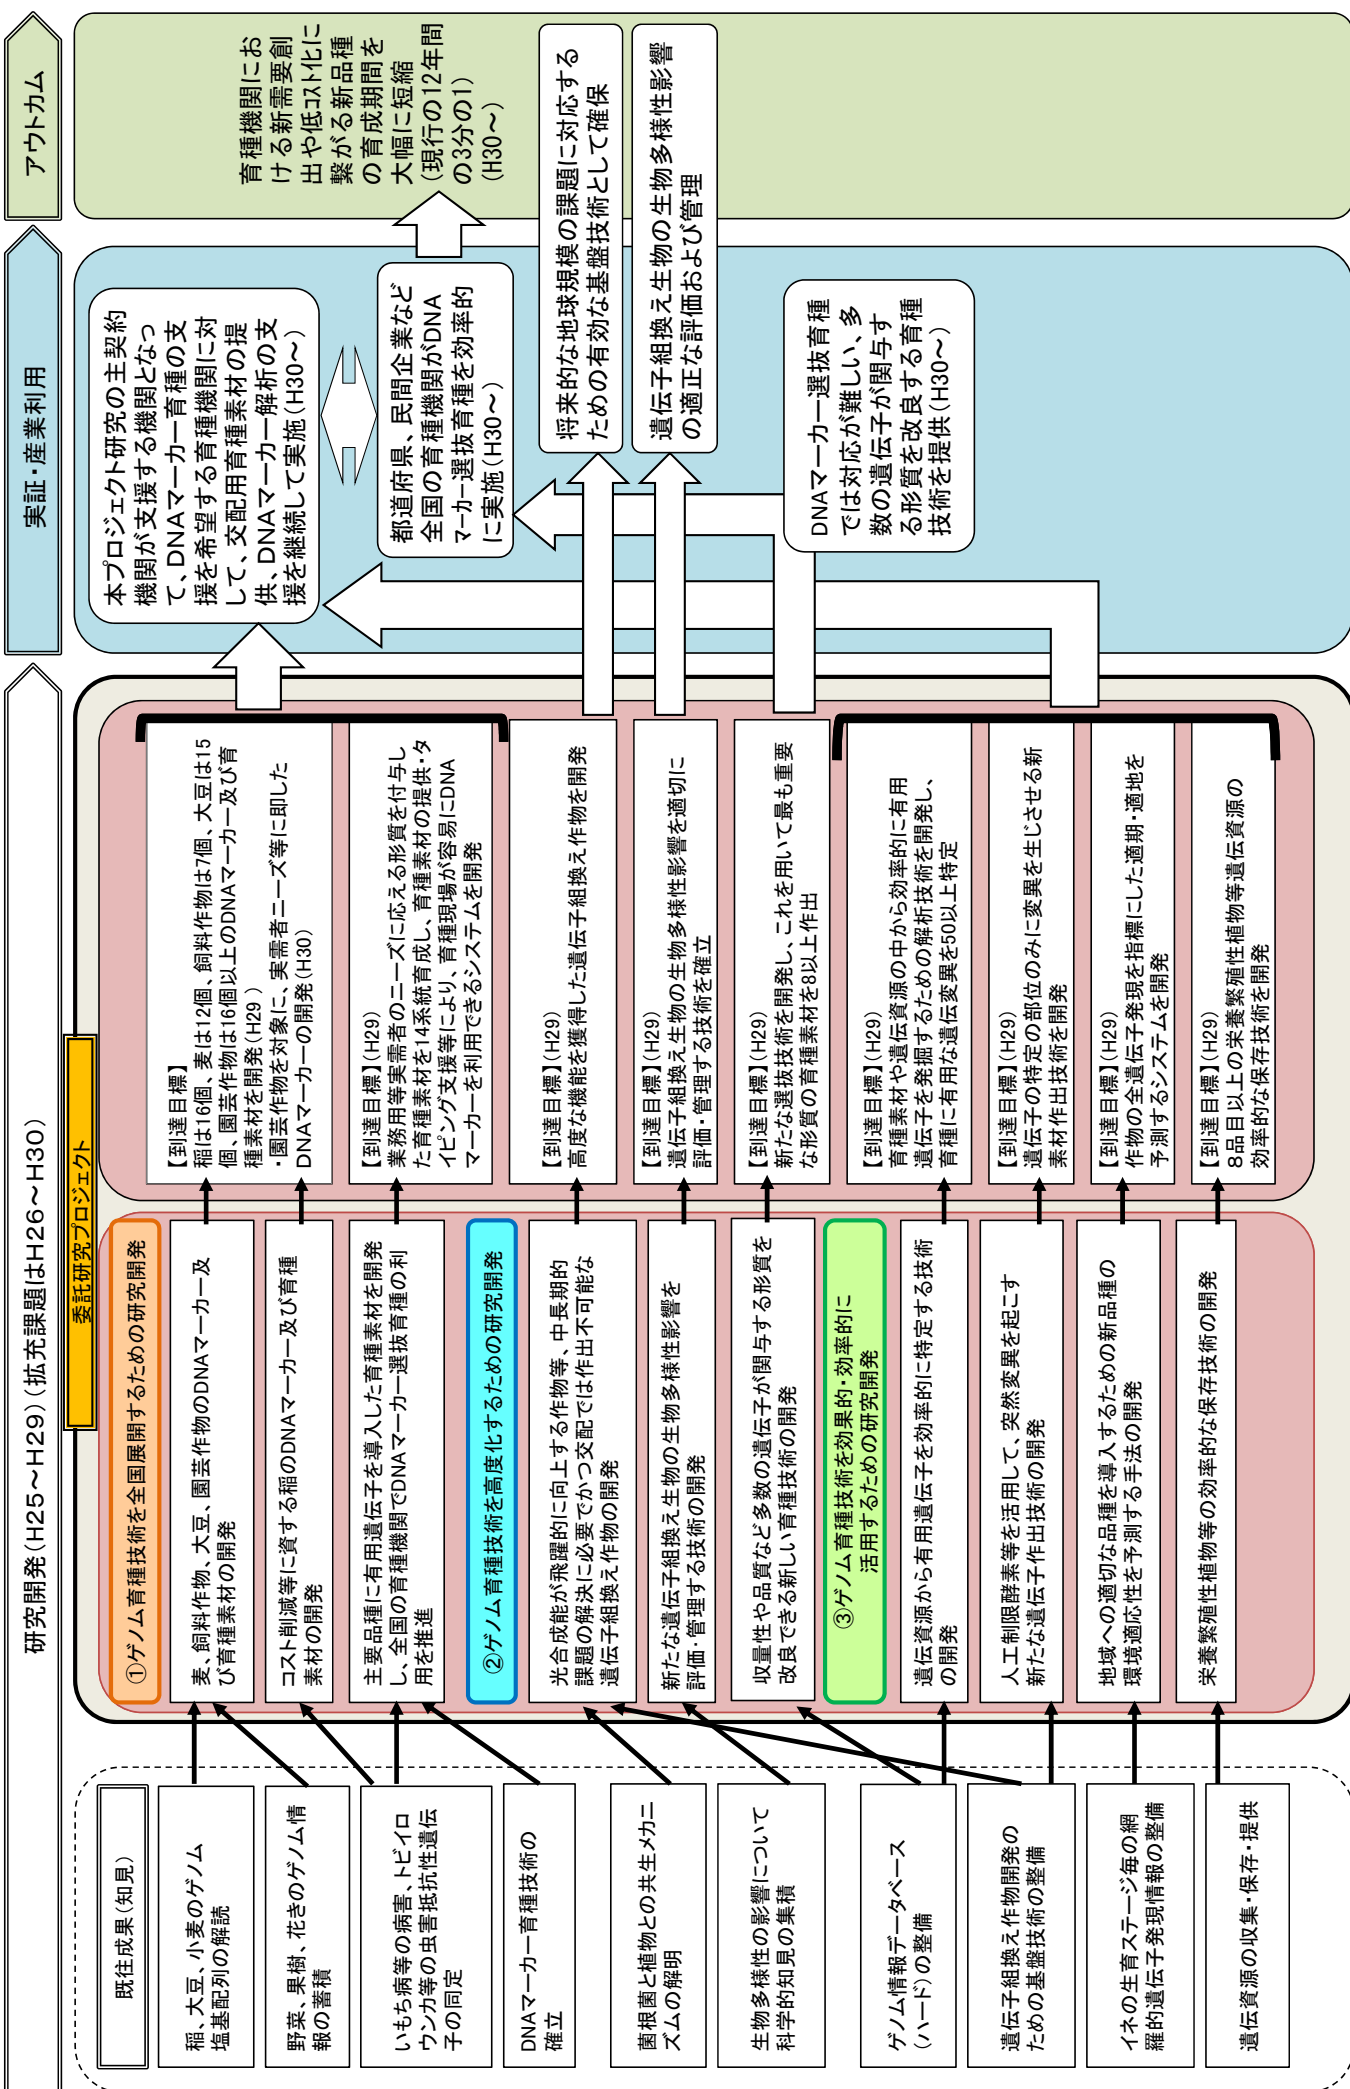 研究開発(H25～H29)(拡充課題はH26～H30)
実証・産業利用
アウトカム
委託研究プロジェクト
既往成果(知見)
稲、大豆、小麦のゲノム
塩基配列の解読
野菜、果樹、花きのゲノム情
報の蓄積
いもち病等の病害、トビイロ
ウンカ等の虫害抵抗性遺伝
子の同定
DNAマーカー育種技術の
確立
菌根菌と植物との共生メカニ
ズムの解明
生物多様性の影響について
科学的知見の集積
ゲノム情報データベース
(ハード)の整備
遺伝子組換え作物開発の
ための基盤技術の整備
イネの生育ステージ毎の網
羅的遺伝子発現情報の整備
遺伝資源の収集・保存・提供
①ゲノム育種技術を全国展開するための研究開発
麦、飼料作物、大豆、園芸作物のDNAマーカー及
び育種素材の開発
コスト削減等に資する稲のDNAマーカー及び育種
素材の開発
主要品種に有用遺伝子を導入した育種素材を開発
し、全国の育種機関でDNAマーカー選抜育種の利
用を推進
②ゲノム育種技術を高度化するための研究開発
光合成能が飛躍的に向上する作物等、中長期的
課題の解決に必要でかつ交配では作出不可能な
遺伝子組換え作物の開発
新たな遺伝子組換え生物の生物多様性影響を
評価・管理する技術の開発
収量性や品質など多数の遺伝子が関与する形質を
改良できる新しい育種技術の開発
③ゲノム育種技術を効果的・効率的に
活用するための研究開発
遺伝資源から有用遺伝子を効率的に特定する技術
の開発
人工制限酵素等を活用して、突然変異を起こす
新たな遺伝子作出技術の開発
地域への適切な品種を導入するための新品種の
環境適応性を予測する手法の開発
栄養繁殖性植物等の効率的な保存技術の開発
【到達目標】
稲は16個、麦は12個、飼料作物は7個、大豆は15
個、園芸作物は16個以上のDNAマーカー及び育
種素材を開発(H29 )
・園芸作物を対象に、実需者ニーズ等に即した
DNAマーカーの開発(H30)
【到達目標】(H29)
業務用等実需者のニーズに応える形質を付与し
た育種素材を14系統育成し、育種素材の提供・タ
イピング支援等により、育種現場が容易にDNA
マーカーを利用できるシステムを開発
【到達目標】(H29)
高度な機能を獲得した遺伝子組換え作物を開発
【到達目標】(H29)
遺伝子組換え生物の生物多様性影響を適切に
評価・管理する技術を確立
【到達目標】(H29)
新たな選抜技術を開発し、これを用いて最も重要
な形質の育種素材を8以上作出
【到達目標】(H29)
育種素材や遺伝資源の中から効率的に有用
遺伝子を発掘するための解析技術を開発し、
育種に有用な遺伝変異を50以上特定
【到達目標】(H29)
遺伝子の特定の部位のみに変異を生じさせる新
素材作出技術を開発
【到達目標】(H29)
作物の全遺伝子発現を指標にした適期・適地を
予測するシステムを開発
【到達目標】(H29)
8品目以上の栄養繁殖性植物等遺伝資源の
効率的な保存技術を開発
本プロジェクト研究の主契約
機関が支援する機関となっ
て、DNAマーカー育種の支
援を希望する育種機関に対
して、交配用育種素材の提
供、DNAマーカー解析の支
援を継続して実施(H30～)
都道府県、民間企業など
全国の育種機関がDNA
マーカー選抜育種を効率的
に実施(H30～)
DNAマーカー選抜育種
では対応が難しい、多
数の遺伝子が関与す
る形質を改良する育種
技術を提供(H30～)
育種機関にお
ける新需要創
出や低コスト化に
繋がる新品種
の育成期間を
大幅に短縮
(現行の12年間
の3分の1)
(H30～)
将来的な地球規模の課題に対応する
ための有効な基盤技術として確保
遺伝子組換え生物の生物多様性影響
の適正な評価および管理